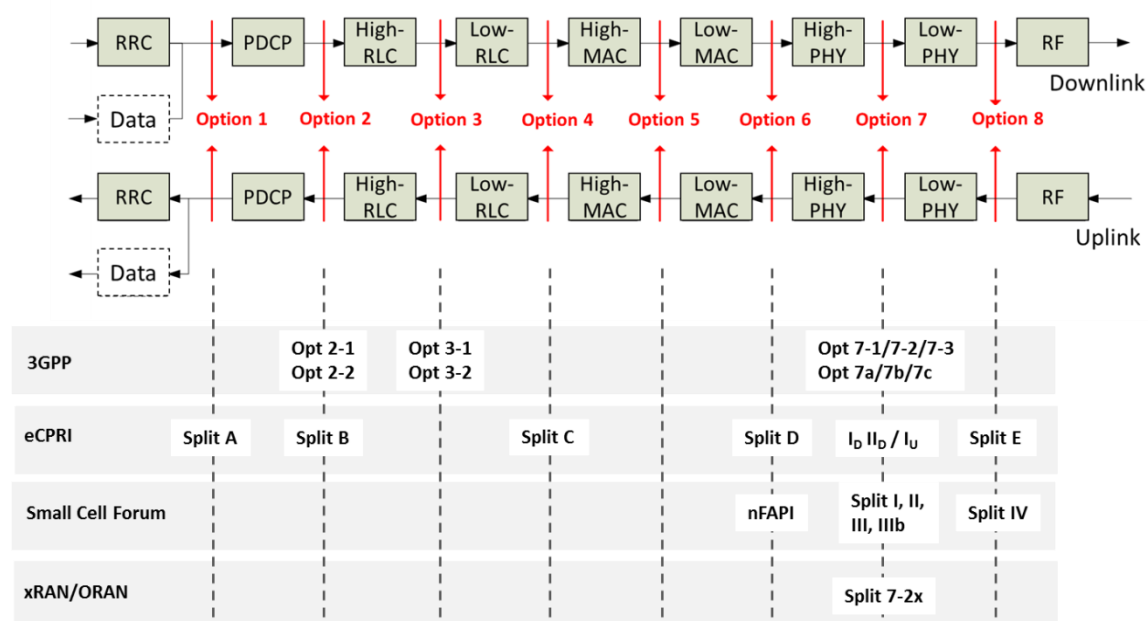 RRC PDCP High-RLC Low-RLC High-MAC Low-MAC High-PHY Low-PHY RF
Downlink
Data Option 1 Option 2 Option 3 Option 4 Option 5 Option 6 Option 7 Option 8
RRC PDCP High-RLC Low-RLC High-MAC Low-MAC High-PHY Low-PHY RF
Uplink
Data
3GPP
Opt 2-1
Opt 2-2
Opt 3-1
Opt 3-2
Opt 7-1/7-2/7-3
Opt 7a/7b/7c
eCPRI Split A Split B Split C Split D I_D II_D / I_U Split E
Small Cell Forum nFAPI
Split I, II,
III, IIIb
Split IV
xRAN/ORAN Split 7-2x